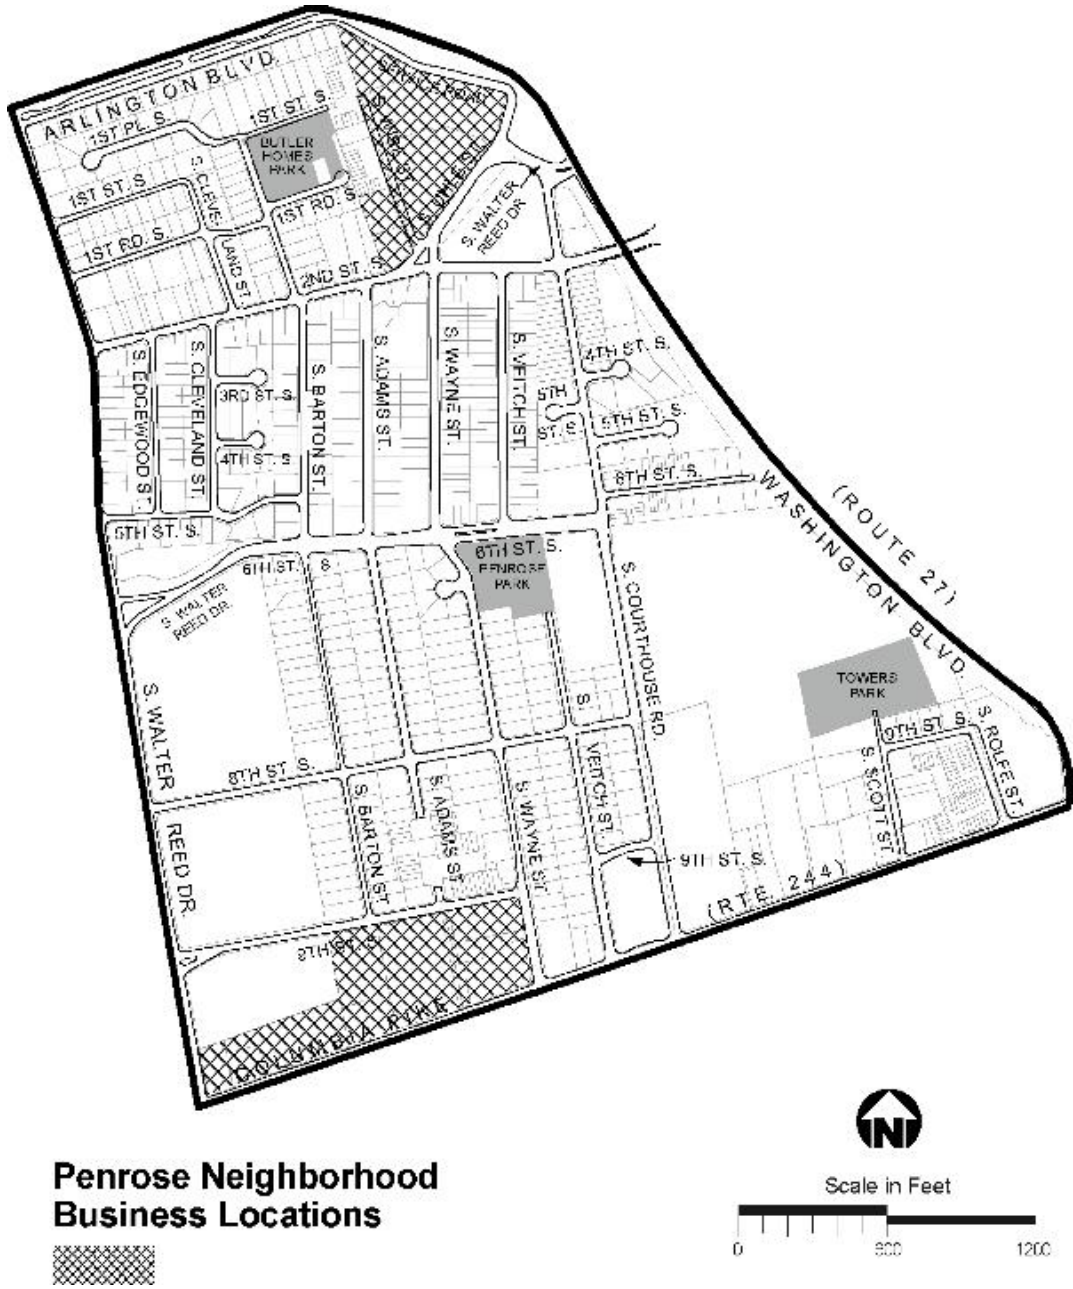 ARLINGTON BLVD.
SERVICE ROAD
1ST PL. S.
1ST ST. S.
BUTLER
HOMES
PARK
S. CLEVE-
LAND ST.
1ST ST. S.
1ST RD. S.
1ST RD. S.
S. WALTER
REED DR.
2ND ST. S.
S. EDGEWOOD ST.
S. CLEVELAND ST.
3RD ST. S.
4TH ST. S
S. BARTON ST.
S. ADAMS ST.
S. WAYNE ST.
S. VEITCH ST.
4TH ST. S.
5TH
ST. S.
5TH ST. S.
6TH ST. S.
WASHINGTON BLVD.
(ROUTE 27)
5TH ST. S.
6TH ST. S
6TH ST. S.
PENROSE
PARK
S. WALTER
REED DR.
S. COURTHOUSE RD.
TOWERS
PARK
S. WALTER
REED DR.
8TH ST. S.
S. BARTON ST.
S. ADAMS ST.
S. WAYNE ST.
S.
VEITCH ST.
9TH ST. S.
9TH ST. S.
S. SCOTT ST.
S. ROLFE ST.
(RTE. 244)
COLUMBIA PIKE
N
Penrose Neighborhood
Business Locations
Scale in Feet
0
600
1200